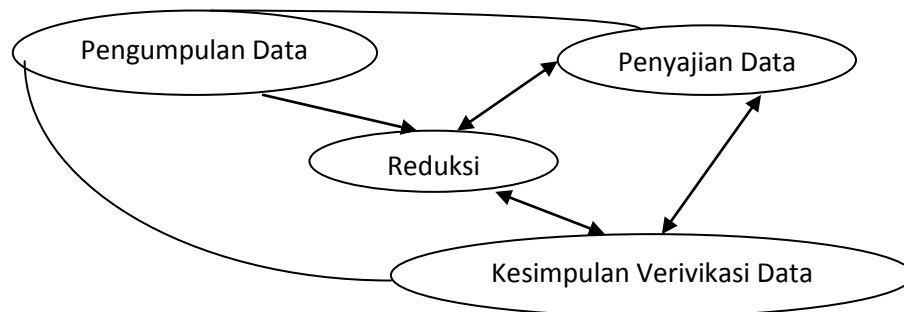 Pengumpulan Data
Penyajian Data
Reduksi
Kesimpulan Verivikasi Data